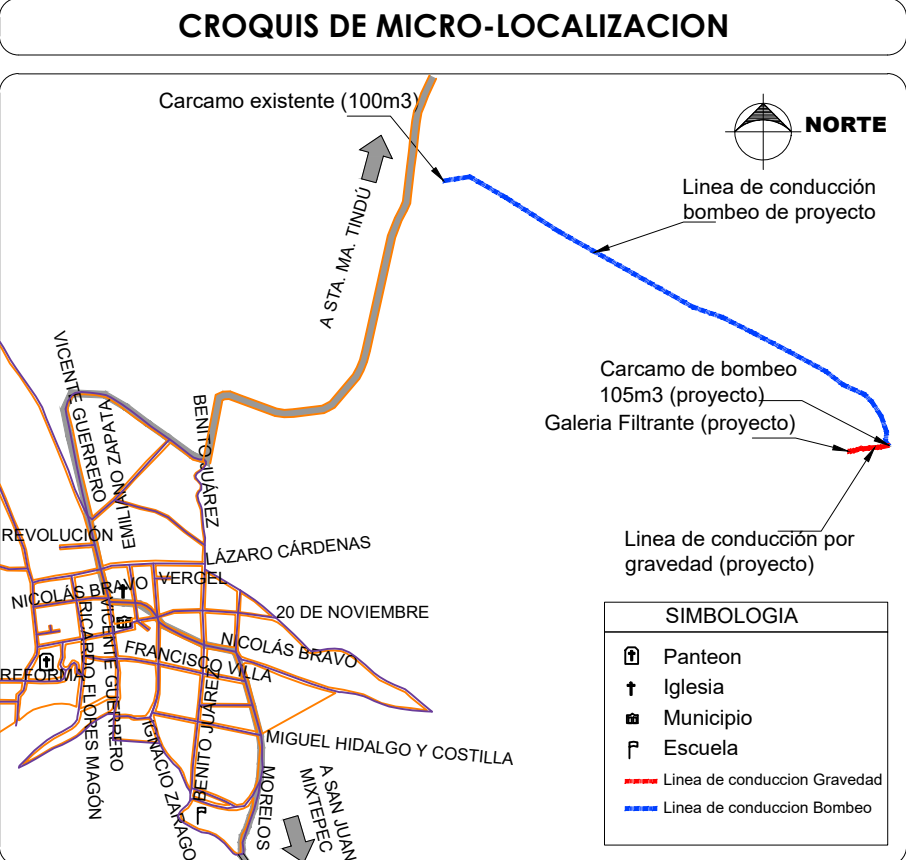 CROQUIS DE MICRO-LOCALIZACION
Carcamo existente (100m3)
NORTE
Linea de conducción
bombeo de proyecto
A STA. MA. TINDÚ
Carcamo de bombeo
105m3 (proyecto)
Galeria Filtrante (proyecto)
Linea de conducción por
gravedad (proyecto)
VICENTE GUERRERO
EMILIANO ZAPATA
BENITO JUÁREZ
REVOLUCIÓN
LÁZARO CÁRDENAS
NICOLÁS BRAVO
VERGEL
20 DE NOVIEMBRE
NICOLÁS BRAVO
FRANCISCO VILLA
REFORMA
RICARDO FLORES MAGÓN
VICENTE GUERRERO
IGNACIO ZARAGO
BENITO JUÁREZ
MIGUEL HIDALGO Y COSTILLA
MORELOS
A SAN JUAN
MIXTEPEC
SIMBOLOGIA
Panteon
Iglesia
Municipio
Escuela
Linea de conduccion Gravedad
Linea de conduccion Bombeo